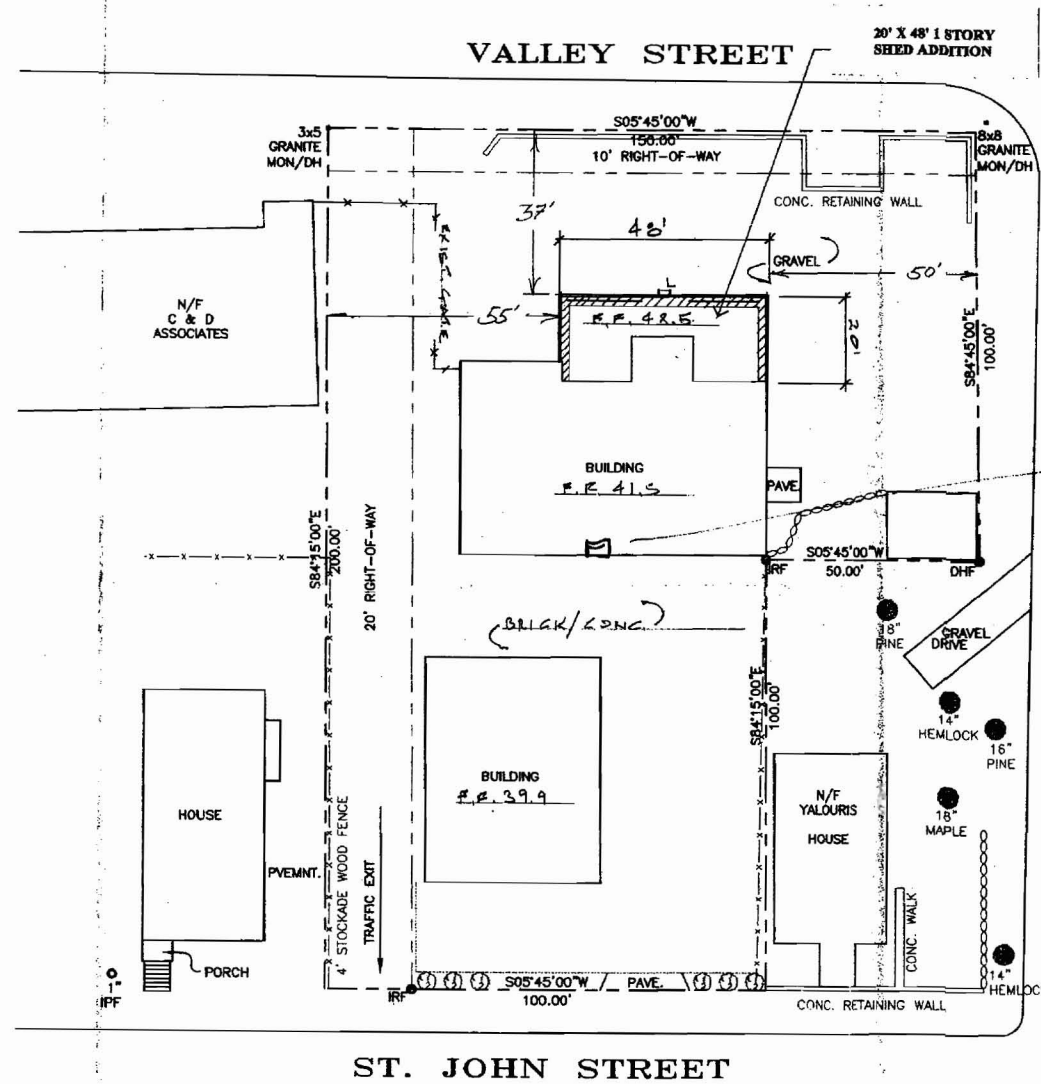 VALLEY STREET
20' X 48' 1 STORY
SHED ADDITION
3x5
GRANITE
MON/DH
S05°45'00"W
150.00'
10' RIGHT-OF-WAY
8x8
GRANITE
MON/DH
CONC. RETAINING WALL
37'
48'
GRAVEL
50'
N/F
C & D
ASSOCIATES
55'
F.F. 42.5
20'
S84°45'00"E
100.00'
BUILDING
F.F. 41.5
PAVE.
S84°15'00"E
200.00'
20' RIGHT-OF-WAY
S05°45'00"W
50.00'
IRF
DHF
BRICK/CONC
18"
PINE
GRAVEL
DRIVE
S84°15'00"E
100.00'
14"
HEMLOCK
16"
PINE
BUILDING
F.F. 39.9
HOUSE
N/F
YALOURIS
HOUSE
18"
MAPLE
PVEMNT.
4' STOCKADE WOOD FENCE
TRAFFIC EXIT
CONC. WALK
PORCH
1"
IPF
IRF
S05°45'00"W
100.00'
PAVE.
14"
HEMLOC
CONC. RETAINING WALL
ST. JOHN STREET